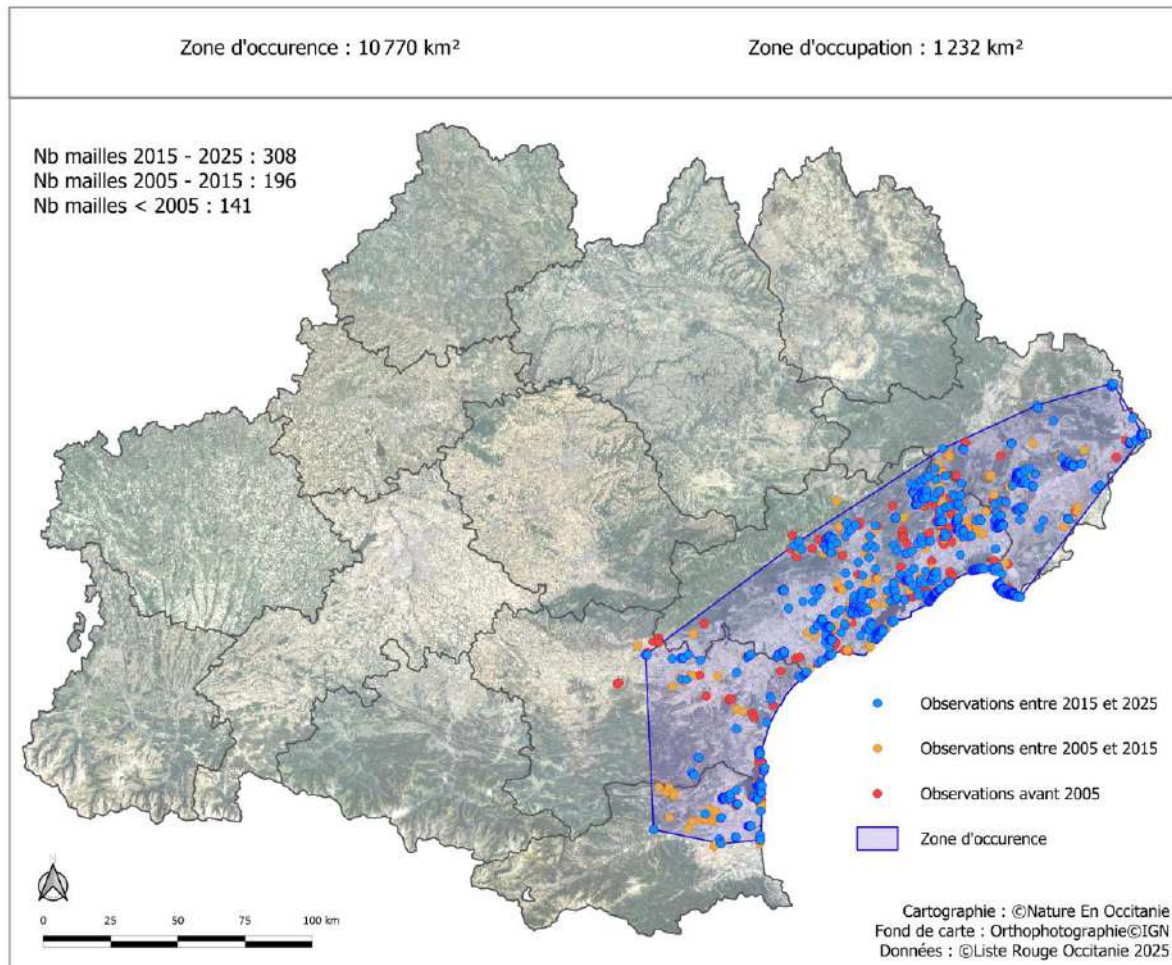 Zone d'occurence : 10 770 km²
Zone d'occupation : 1 232 km²
Nb mailles 2015 - 2025 : 308
Nb mailles 2005 - 2015 : 196
Nb mailles < 2005 : 141
Observations entre 2015 et 2025
Observations entre 2005 et 2015
Observations avant 2005
Zone d'occurence
N
0 25 50 75 100 km
Cartographie : ©Nature En Occitanie
Fond de carte : Orthophotographie©IGN
Données : ©Liste Rouge Occitanie 2025